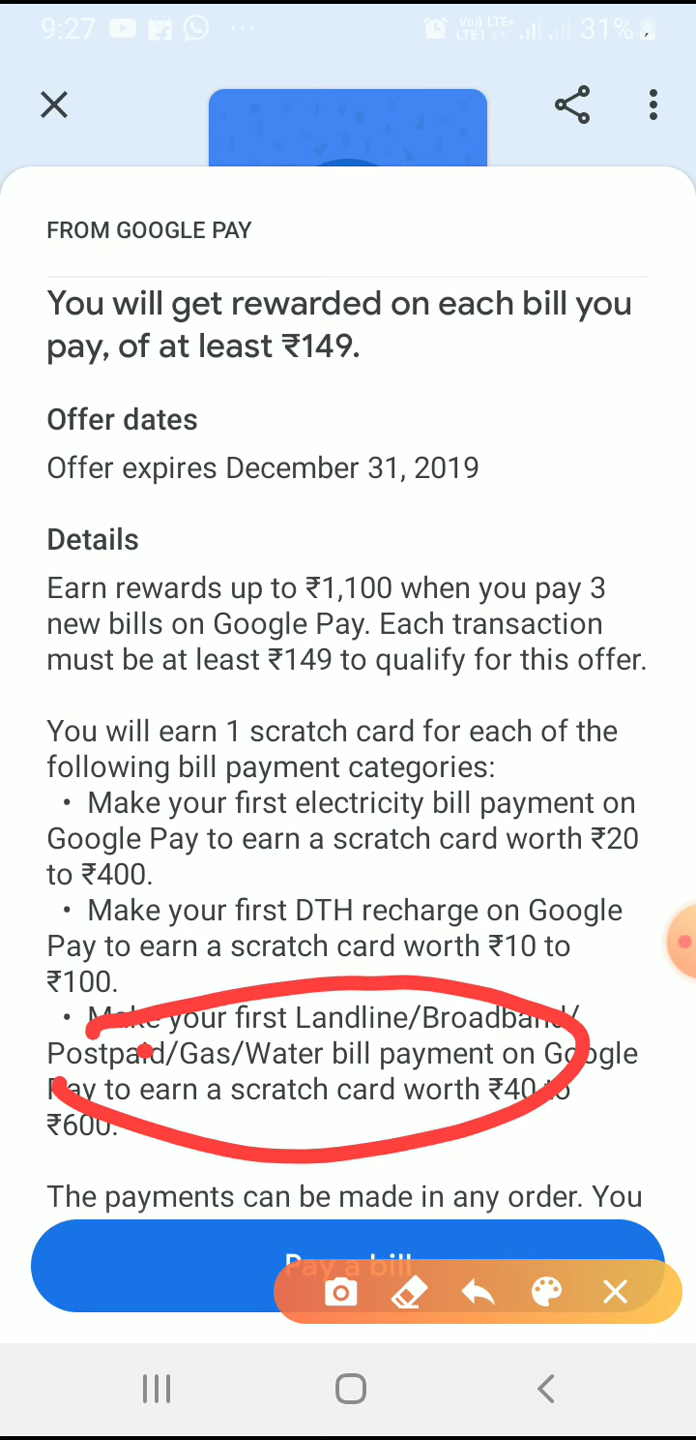 9:27
VoLTE LTE+
LTE1
31%
FROM GOOGLE PAY
You will get rewarded on each bill you
pay, of at least ₹149.
Offer dates
Offer expires December 31, 2019
Details
Earn rewards up to ₹1,100 when you pay 3
new bills on Google Pay. Each transaction
must be at least ₹149 to qualify for this offer.
You will earn 1 scratch card for each of the
following bill payment categories:
• Make your first electricity bill payment on
Google Pay to earn a scratch card worth ₹20
to ₹400.
• Make your first DTH recharge on Google
Pay to earn a scratch card worth ₹10 to
₹100.
• Make your first Landline/Broadband/
Postpaid/Gas/Water bill payment on Google
Pay to earn a scratch card worth ₹40 to
₹600.
The payments can be made in any order. You
Pay a bill